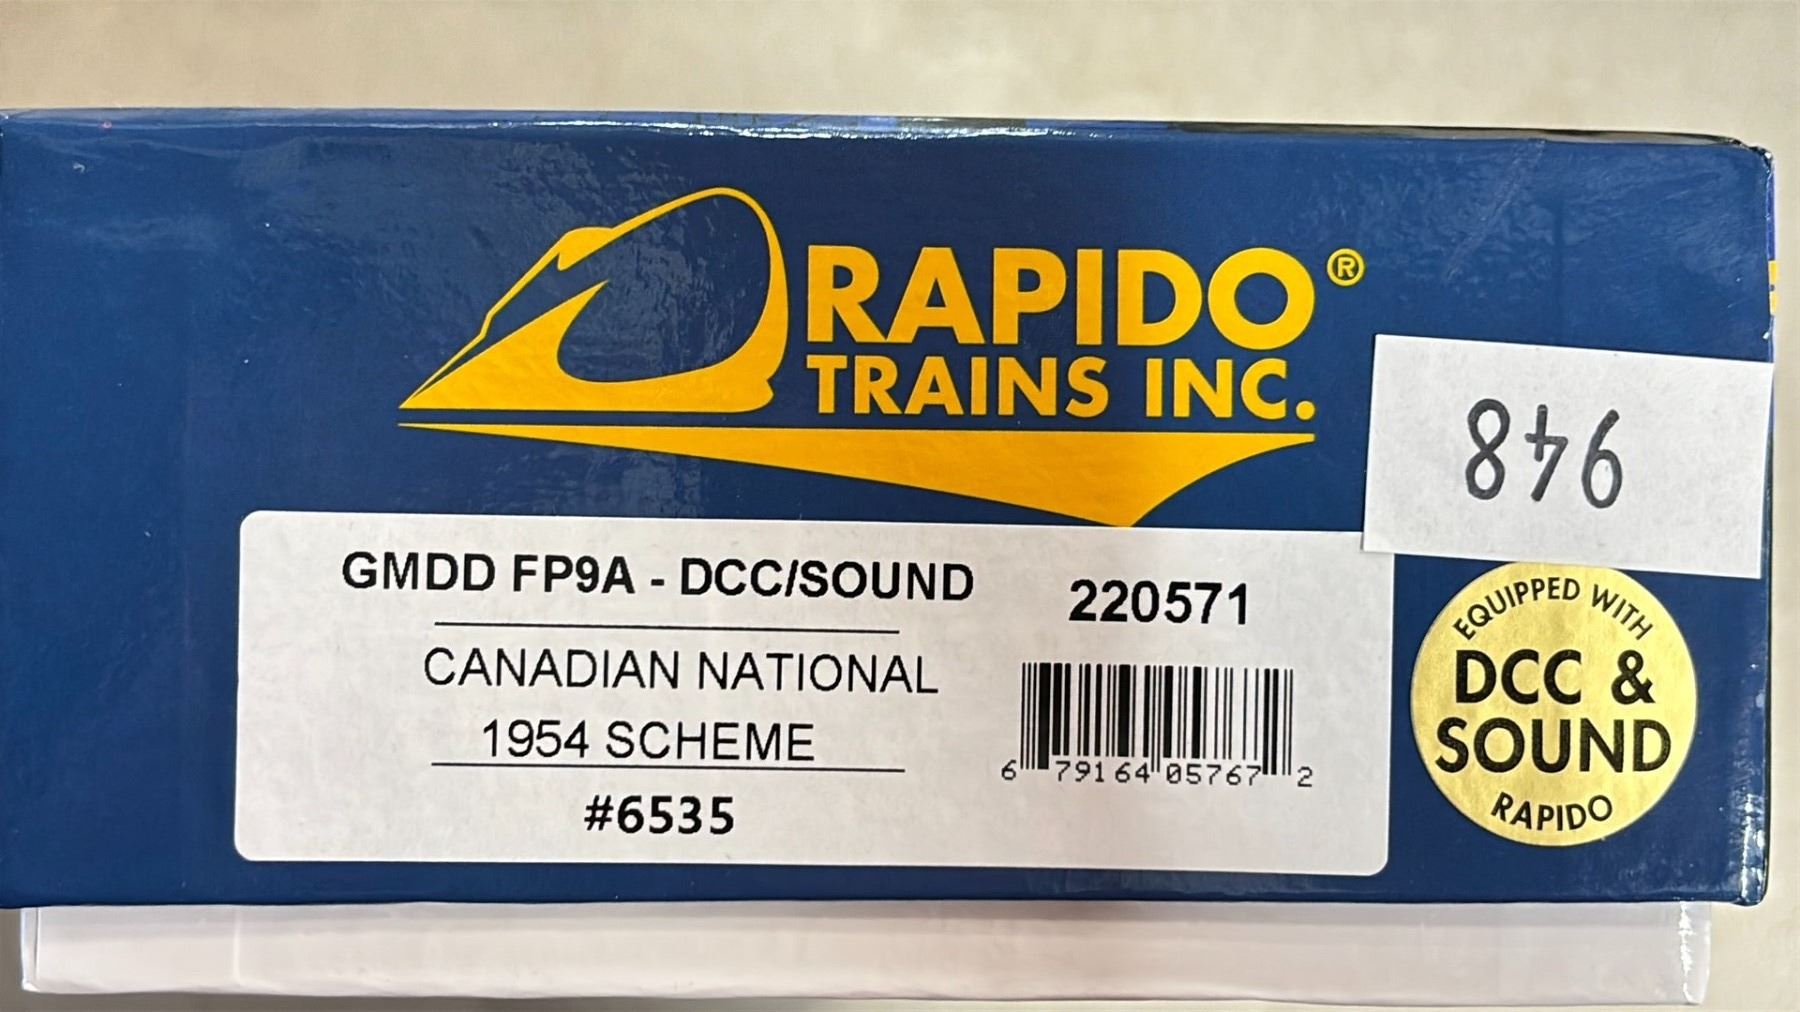 RAPIDO®
TRAINS INC.
948
GMDD FP9A - DCC/SOUND
220571
CANADIAN NATIONAL
1954 SCHEME
#6535
6 79164 05767 2
EQUIPPED WITH
DCC &
SOUND
RAPIDO